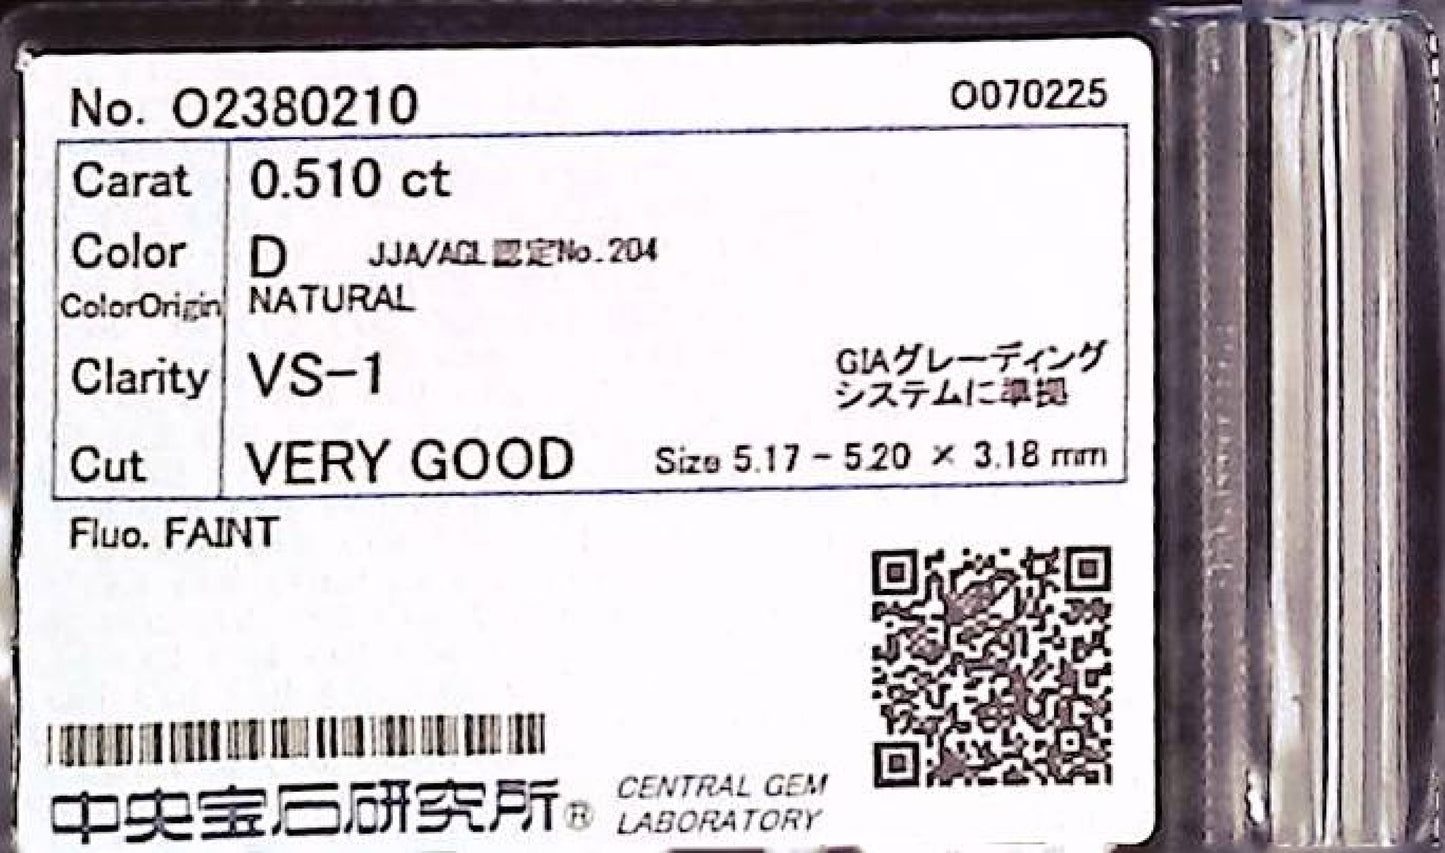 No. O2380210 O070225
Carat 0.510 ct
Color D JJA/AGL認定No.204
ColorOrigin NATURAL
Clarity VS-1 GIAグレーディング
システムに準拠
Cut VERY GOOD Size 5.17 - 5.20 × 3.18 mm
Fluo. FAINT
中央宝石研究所® CENTRAL GEM
LABORATORY